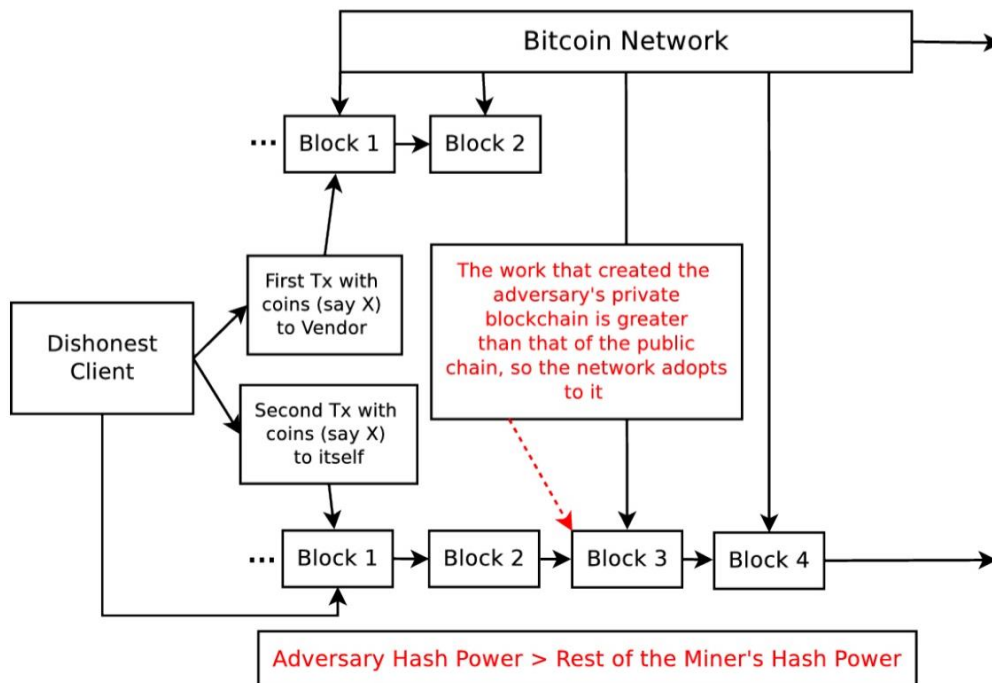 Bitcoin Network
... Block 1
Block 2
First Tx with
coins (say X)
to Vendor
The work that created the
adversary's private
blockchain is greater
than that of the public
chain, so the network adopts
to it
Dishonest
Client
Second Tx with
coins (say X)
to itself
... Block 1
Block 2
Block 3
Block 4
Adversary Hash Power > Rest of the Miner's Hash Power